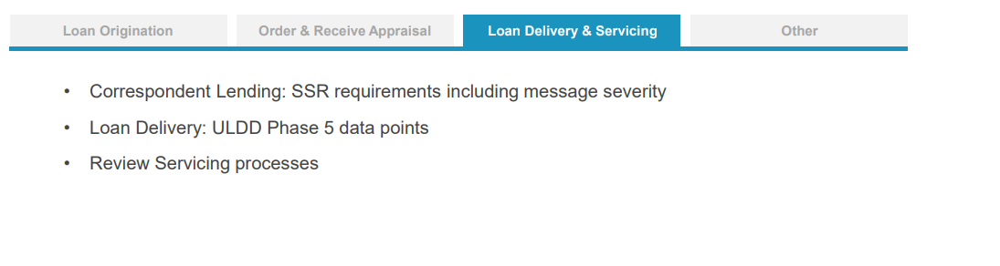 Loan Origination
Order & Receive Appraisal
Loan Delivery & Servicing
Other
• Correspondent Lending: SSR requirements including message severity
• Loan Delivery: ULDD Phase 5 data points
• Review Servicing processes